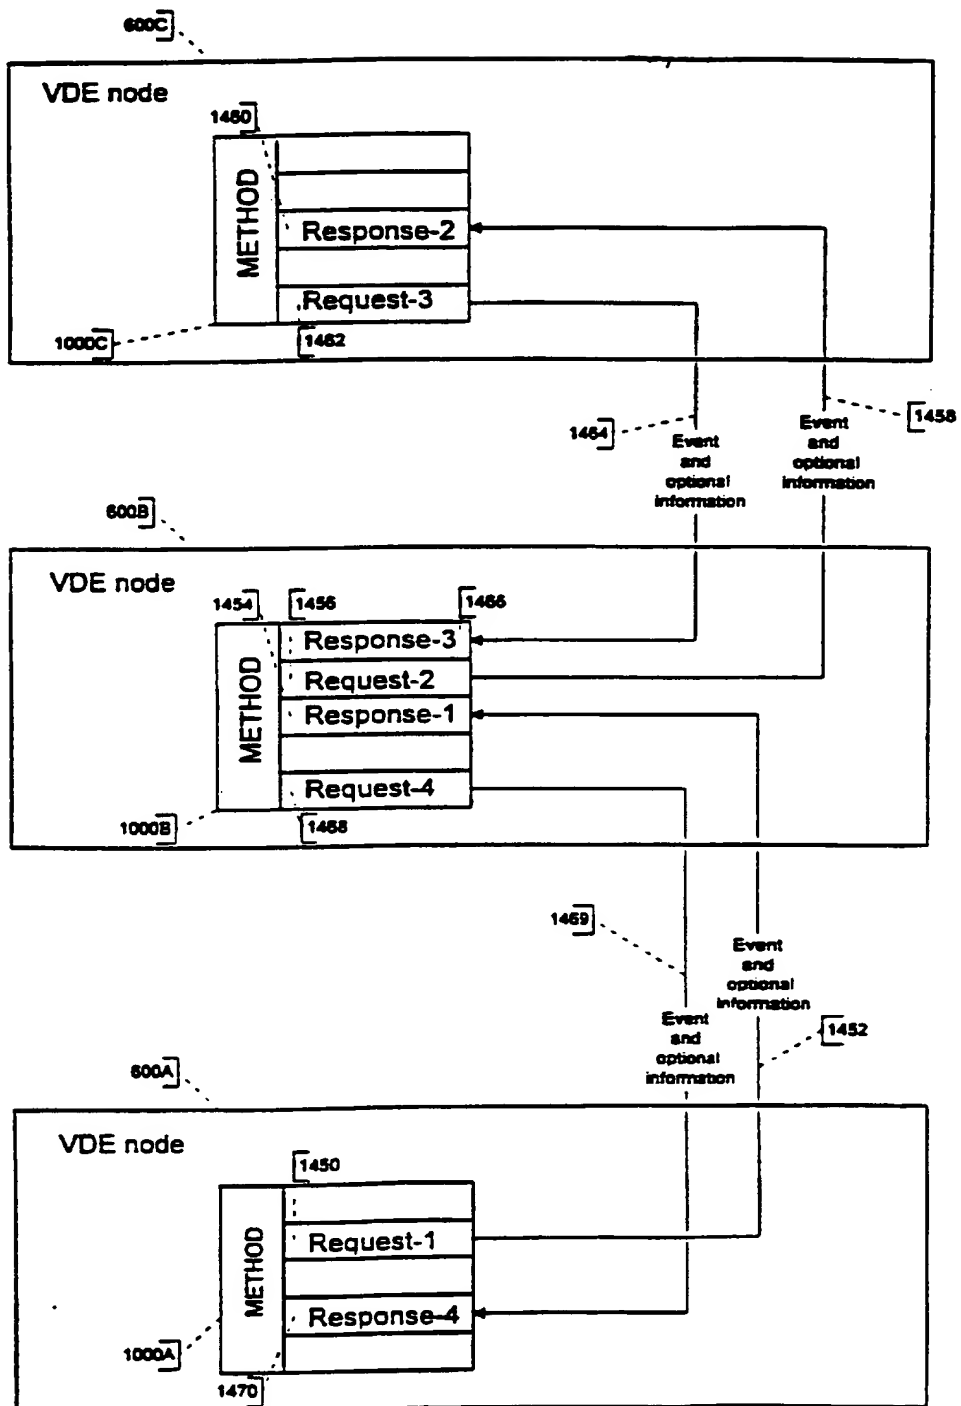 600C
VDE node
1460
METHOD
Response-2
Request-3
1000C
1462
1464
Event
and
optional
information
Event
and
optional
information
1458
600B
VDE node
1454
1456
1466
METHOD
Response-3
Request-2
Response-1
Request-4
1000B
1468
1469
Event
and
optional
information
Event
and
optional
information
1452
600A
VDE node
1450
METHOD
Request-1
Response-4
1000A
1470